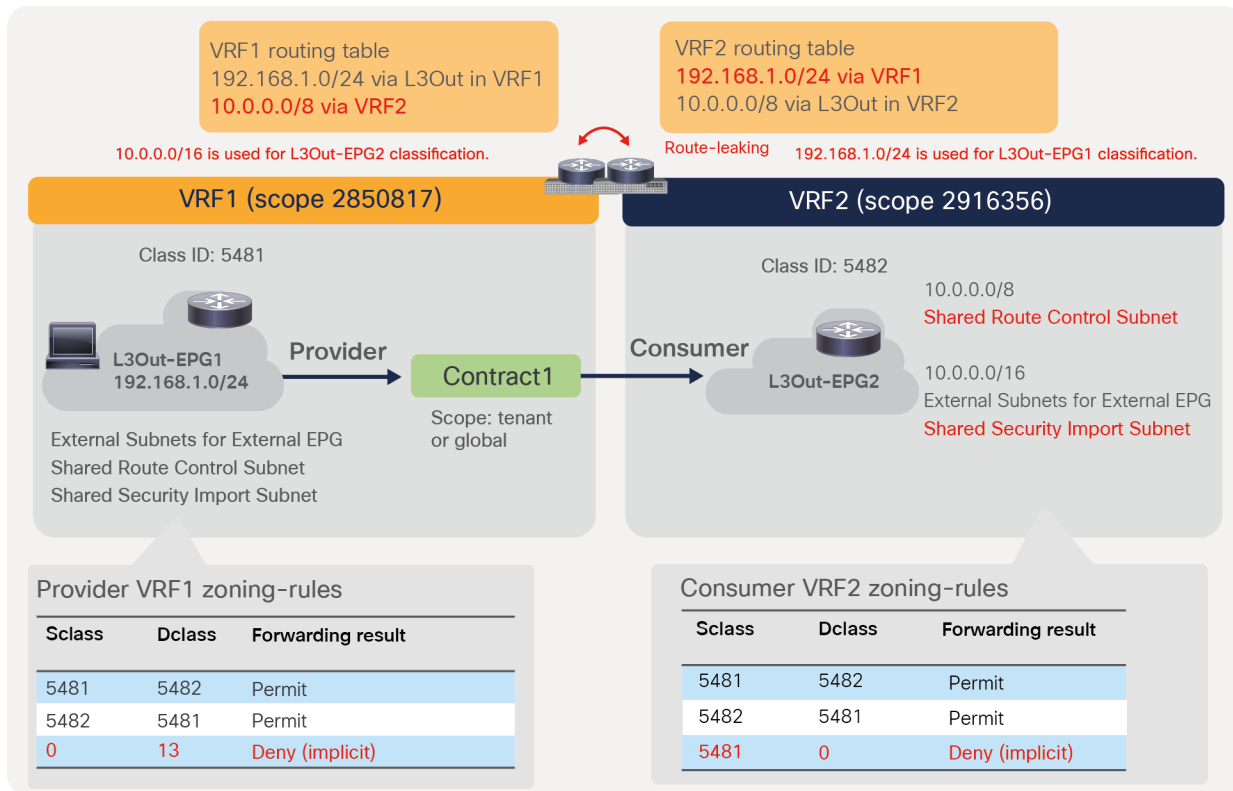 VRF1 routing table
192.168.1.0/24 via L3Out in VRF1
10.0.0.0/8 via VRF2
VRF2 routing table
192.168.1.0/24 via VRF1
10.0.0.0/8 via L3Out in VRF2
10.0.0.0/16 is used for L3Out-EPG2 classification.
Route-leaking
192.168.1.0/24 is used for L3Out-EPG1 classification.
VRF1 (scope 2850817)
VRF2 (scope 2916356)
Class ID: 5481
L3Out-EPG1
192.168.1.0/24
Provider
Contract1
Scope: tenant
or global
Consumer
Class ID: 5482
L3Out-EPG2
10.0.0.0/8
Shared Route Control Subnet
10.0.0.0/16
External Subnets for External EPG
Shared Security Import Subnet
External Subnets for External EPG
Shared Route Control Subnet
Shared Security Import Subnet
Provider VRF1 zoning-rules
Sclass Dclass Forwarding result
5481 5482 Permit
5482 5481 Permit
0 13 Deny (implicit)
Consumer VRF2 zoning-rules
Sclass Dclass Forwarding result
5481 5482 Permit
5482 5481 Permit
5481 0 Deny (implicit)